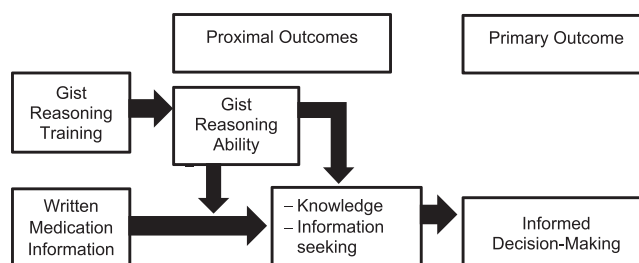 Proximal Outcomes
Primary Outcome
Gist
Reasoning
Training
Gist
Reasoning
Ability
Written
Medication
Information
– Knowledge
– Information
seeking
Informed
Decision-Making